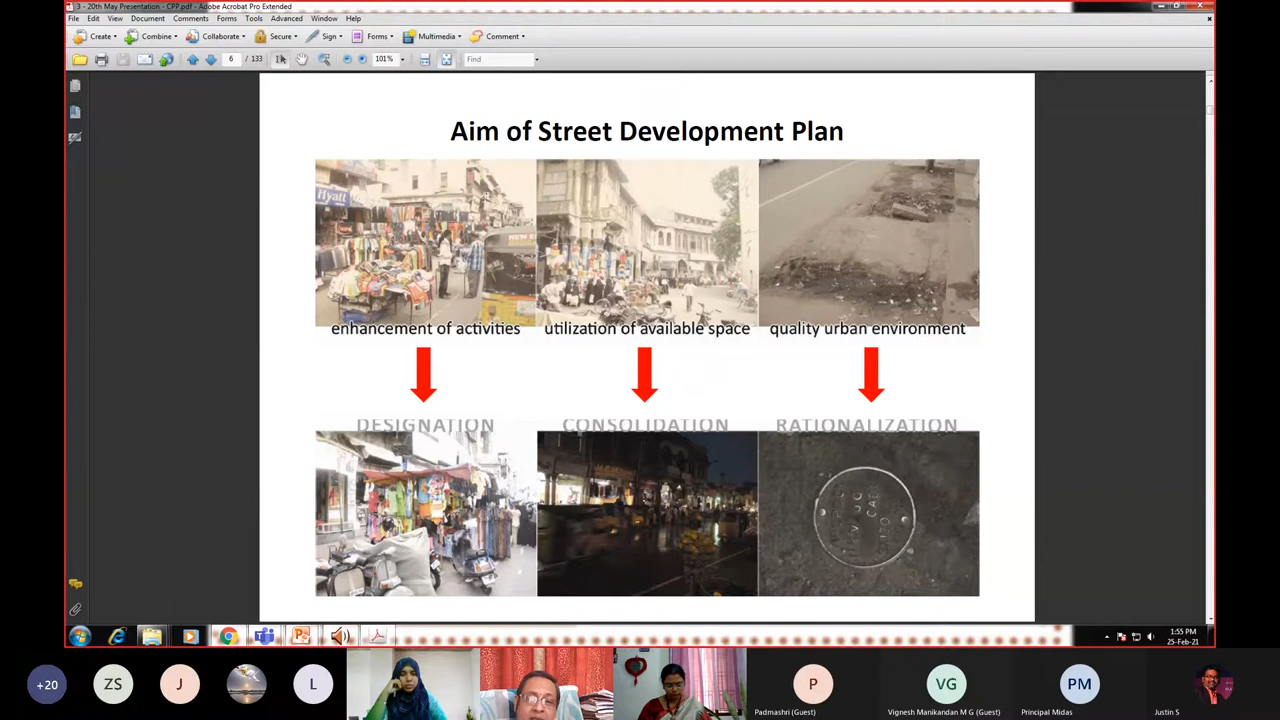 3 - 20th May Presentation - CPP.pdf - Adobe Acrobat Pro Extended
File Edit View Document Comments Forms Tools Advanced Window Help
Create Combine Collaborate Secure Sign Forms Multimedia Comment
6 / 133 101% Find
Aim of Street Development Plan
Hyatt
enhancement of activities utilization of available space quality urban environment
DESIGNATION CONSOLIDATION RATIONALIZATION
1:55 PM
25-Feb-21
+20 ZS J L P VG PM
Padmashri (Guest) Vignesh Manikandan M G (Guest) Principal Midas Justin S